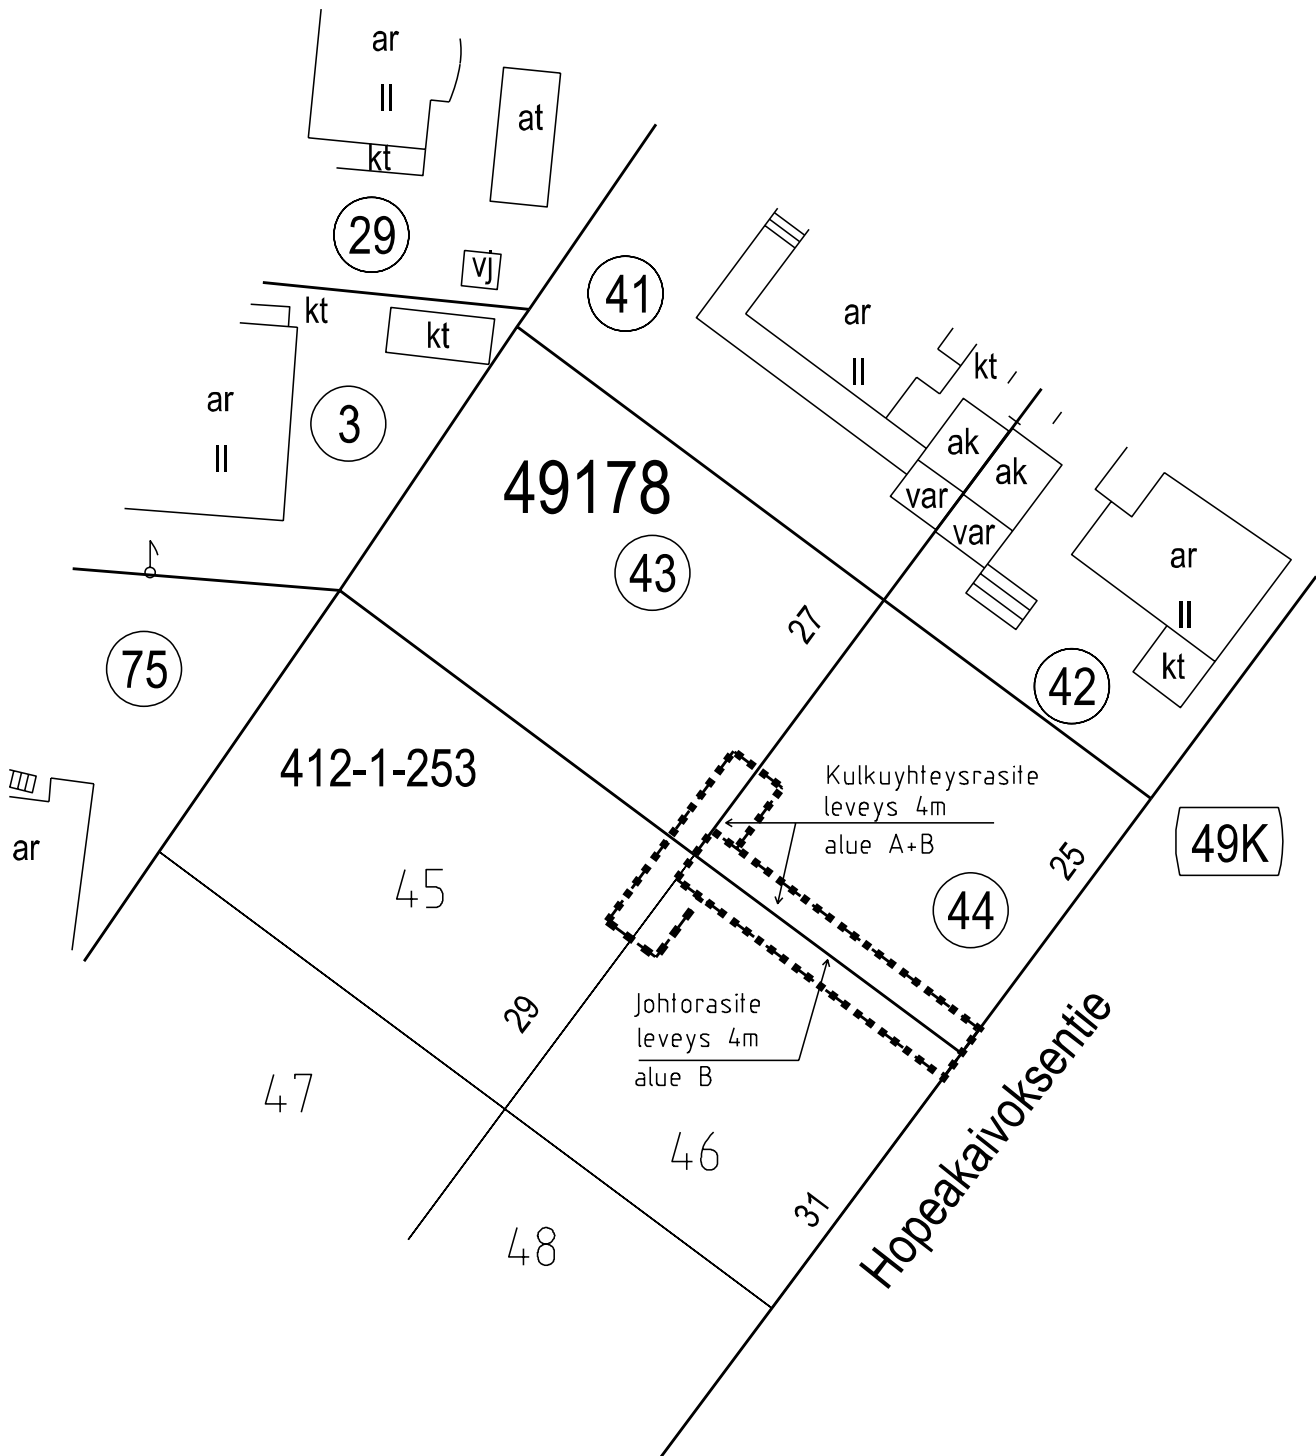 ar
II
at
kt
29
vj
41
kt
kt
ar
II
3
ar
II
kt
ak
ak
var
var
49178
43
27
ar
II
kt
42
75
412-1-253
Kulkuyhteysrasite
leveys 4m
alue A+B
25
49K
ar
45
44
29
Johtorasite
leveys 4m
alue B
47
46
31
Hopeakaivoksentie
48